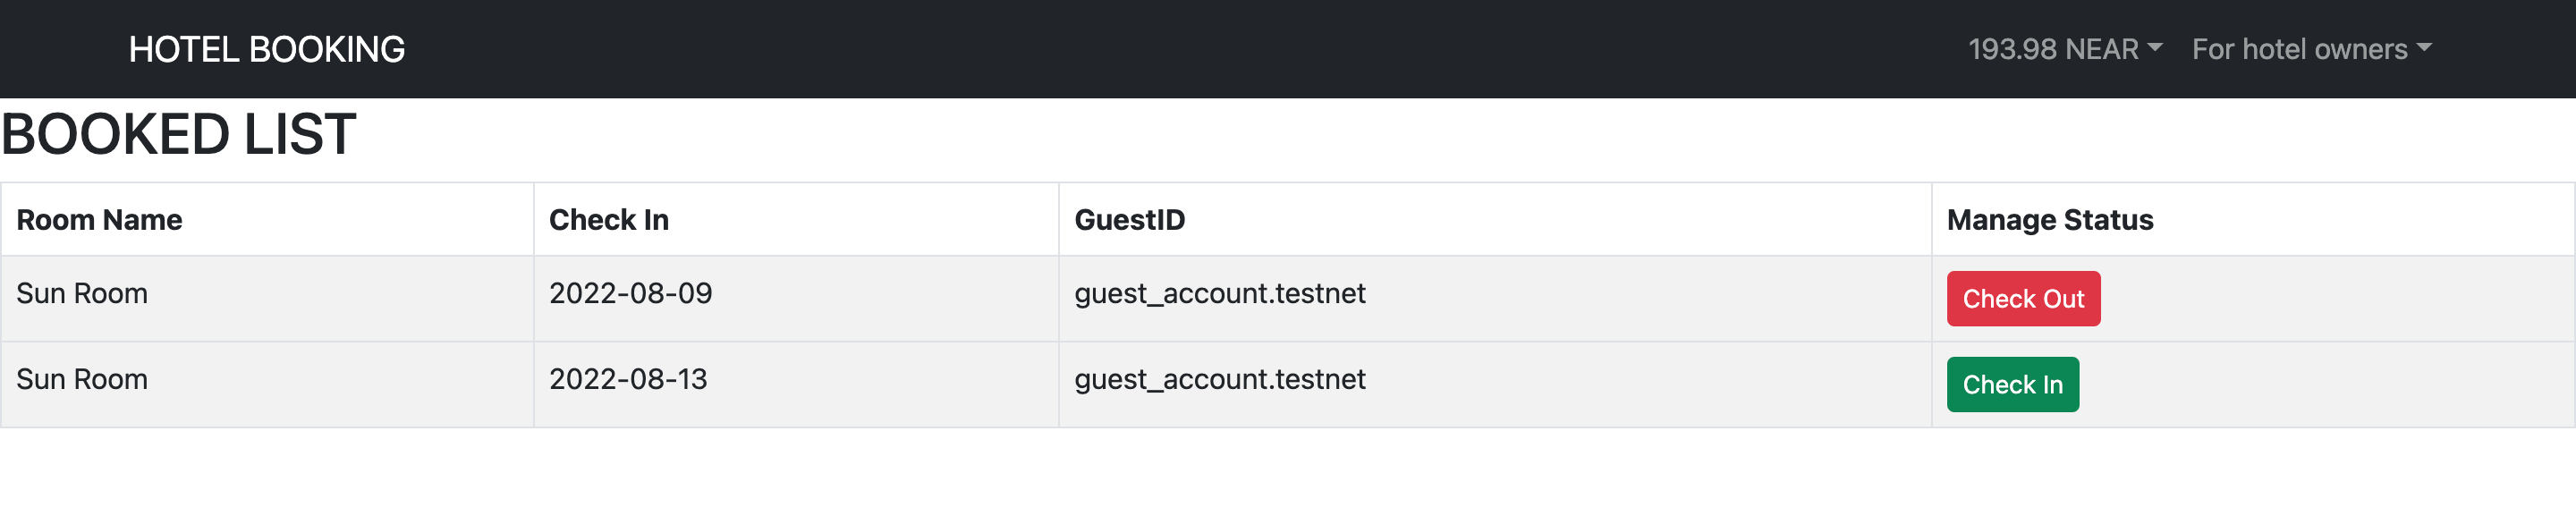 HOTEL BOOKING 193.98 NEAR For hotel owners
BOOKED LIST
Room Name Check In GuestID Manage Status
Sun Room 2022-08-09 guest_account.testnet Check Out
Sun Room 2022-08-13 guest_account.testnet Check In